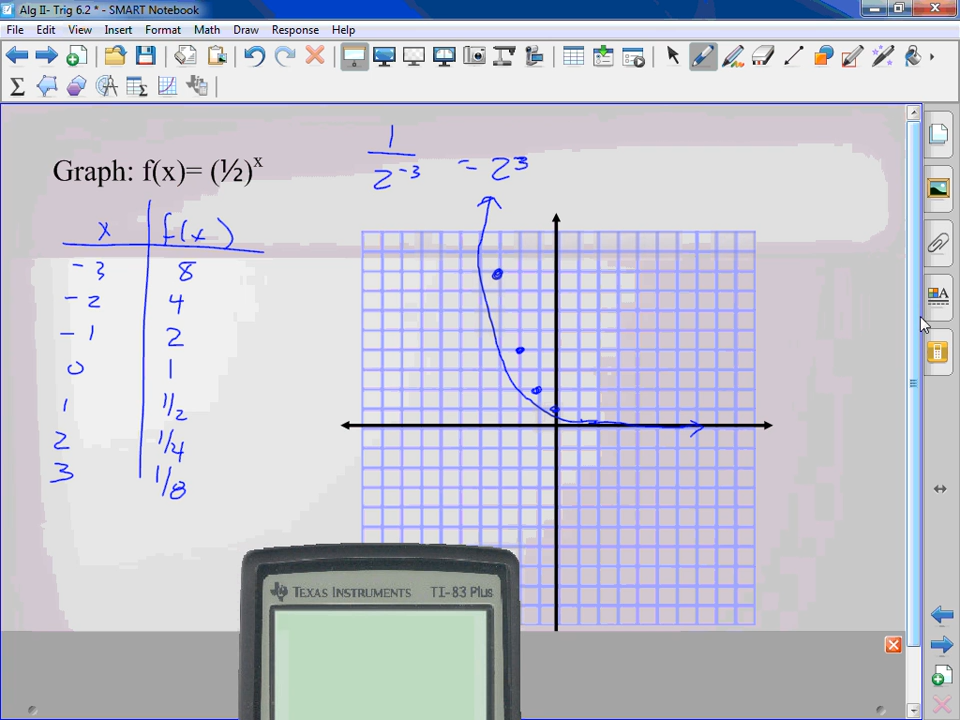 Alg II- Trig 6.2 * - SMART Notebook
File Edit View Insert Format Math Draw Response Help
1
Graph: f(x)= (½)ˣ 2⁻³ = 2³
x f(x)
-3 8
-2 4
-1 2
0 1
1 1/2
2 1/4
3 1/8
TEXAS INSTRUMENTS TI-83 Plus